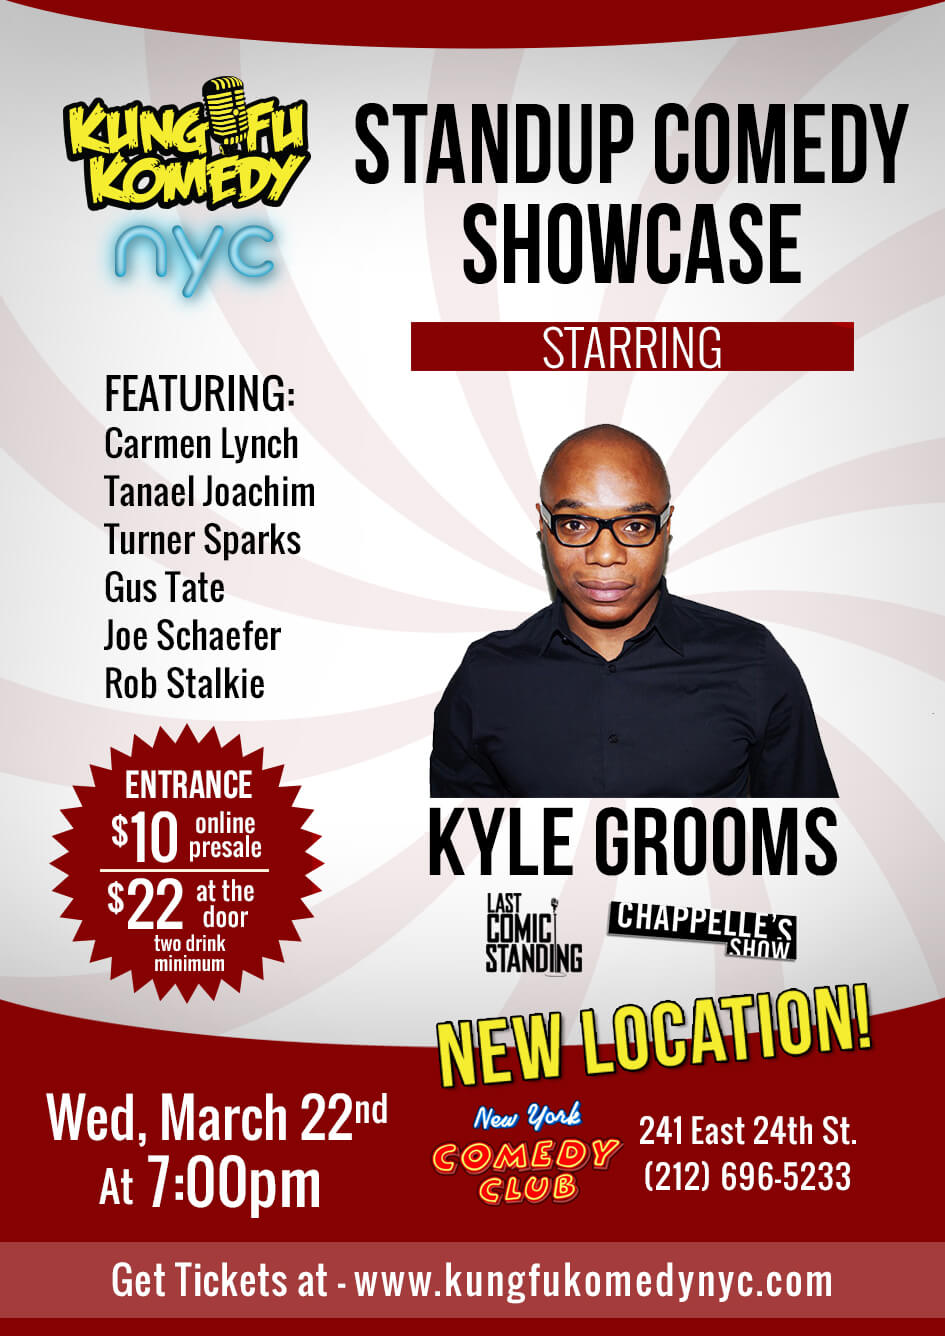 KUNG FU
KOMEDY
nyc
STANDUP COMEDY
SHOWCASE
STARRING
FEATURING:
Carmen Lynch
Tanael Joachim
Turner Sparks
Gus Tate
Joe Schaefer
Rob Stalkie
ENTRANCE
$10 online presale
$22 at the door
two drink
minimum
KYLE GROOMS
LAST
COMIC
STANDING
CHAPPELLE'S
SHOW
NEW LOCATION!
Wed, March 22nd
At 7:00pm
New York
COMEDY
CLUB
241 East 24th St.
(212) 696-5233
Get Tickets at - www.kungfukomedynyc.com